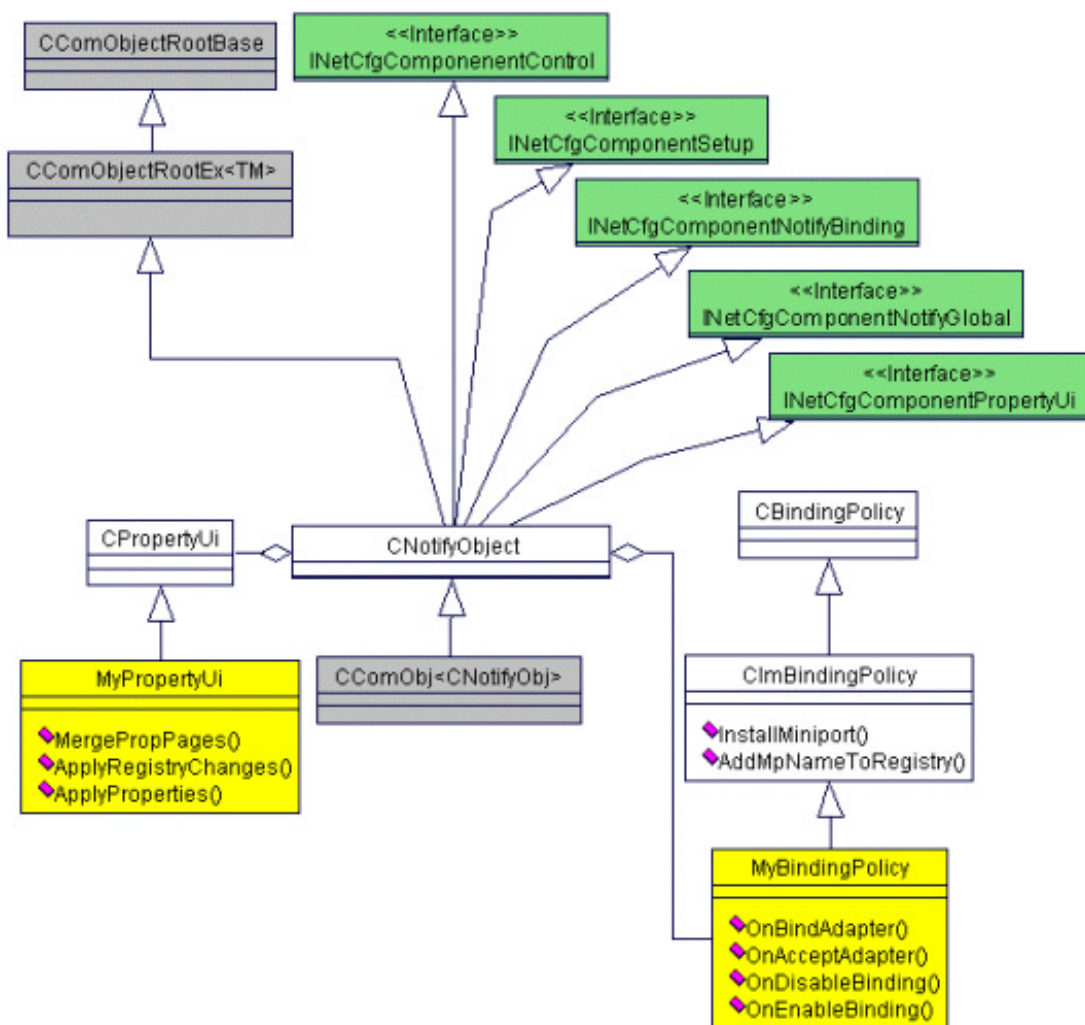 CComObjectRootBase
<<Interface>>
INetCfgComponenentControl
<<Interface>>
INetCfgComponentSetup
CComObjectRootEx<TM>
<<Interface>>
INetCfgComponentNotifyBinding
<<Interface>>
INetCfgComponentNotifyGlobal
<<Interface>>
INetCfgComponentPropertyUi
CBindingPolicy
CPropertyUi
CNotifyObject
MyPropertyUi
MergePropPages()
ApplyRegistryChanges()
ApplyProperties()
CComObj<CNotifyObj>
CImBindingPolicy
InstallMiniport()
AddMpNameToRegistry()
MyBindingPolicy
OnBindAdapter()
OnAcceptAdapter()
OnDisableBinding()
OnEnableBinding()